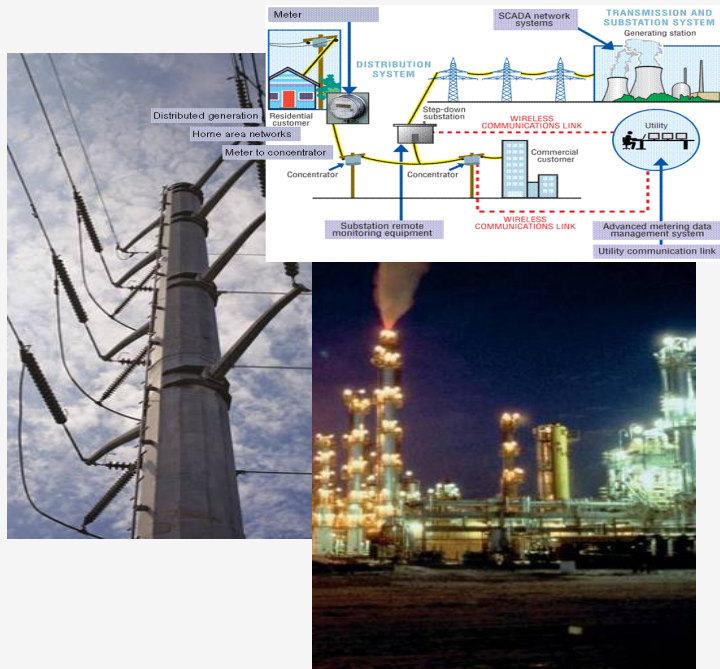 Meter
SCADA network
systems
TRANSMISSION AND
SUBSTATION SYSTEM
Generating station
DISTRIBUTION
SYSTEM
Distributed generation
Residential
customer
Home area networks
Meter to concentrator
Step-down
substation
WIRELESS
COMMUNICATIONS LINK
Utility
Concentrator
Concentrator
Commercial
customer
Substation remote
monitoring equipment
WIRELESS
COMMUNICATIONS LINK
Advanced metering data
management system
Utility communication link